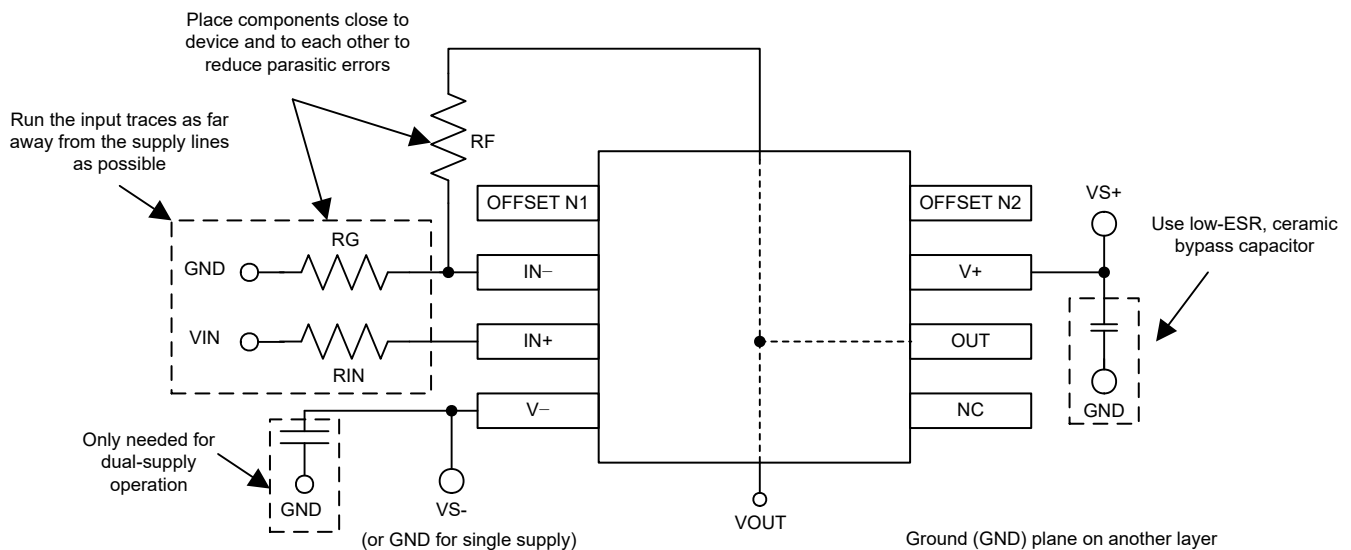 Place components close to
device and to each other to
reduce parasitic errors
Run the input traces as far
away from the supply lines
as possible
RF
OFFSET N1
OFFSET N2
VS+
Use low-ESR, ceramic
bypass capacitor
RG
GND
IN−
V+
VIN
IN+
OUT
RIN
V−
NC
GND
Only needed for
dual-supply
operation
GND
VS-
(or GND for single supply)
VOUT
Ground (GND) plane on another layer